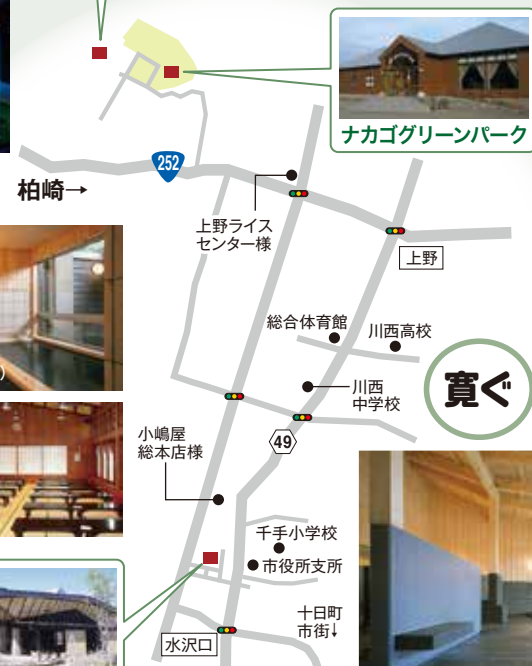 ナカゴグリーンパーク
252
柏崎→
上野ライス
センター様
上野
総合体育館
川西高校
寛ぐ
)
川西
中学校
49
小嶋屋
総本店様
千手小学校
市役所支所
十日町
市街↓
水沢口